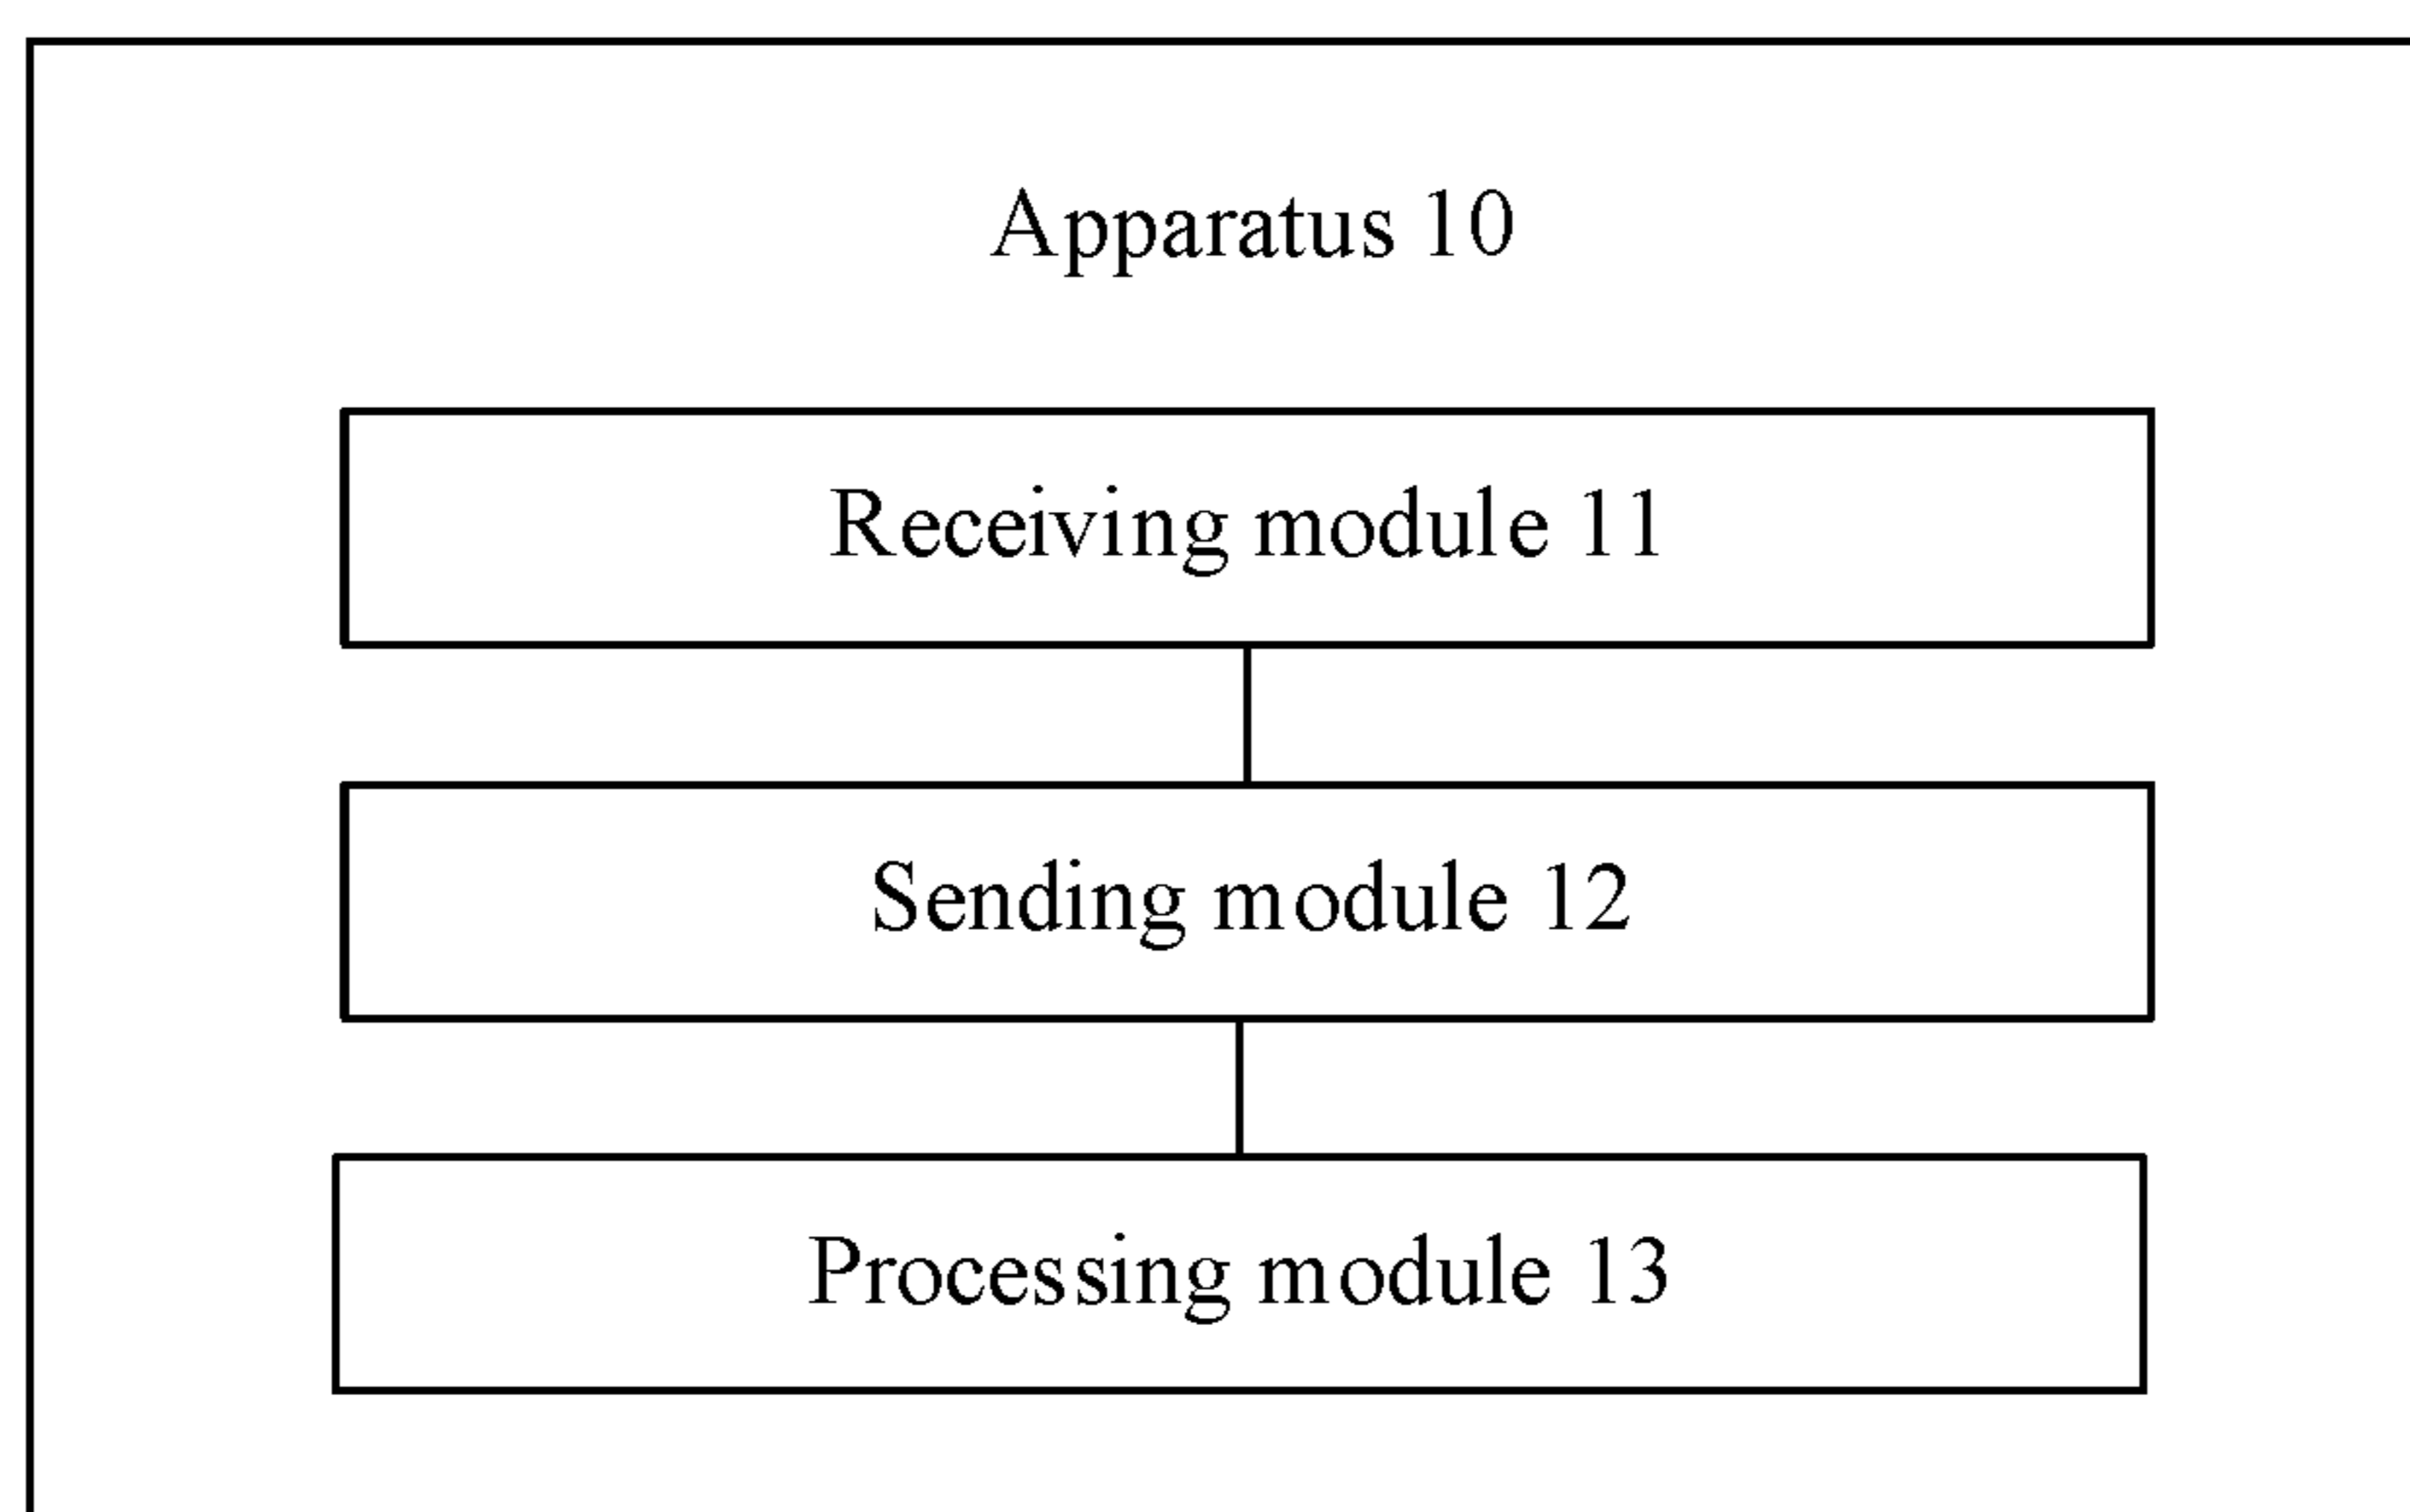 Apparatus 10
Receiving module 11
Sending module 12
Processing module 13